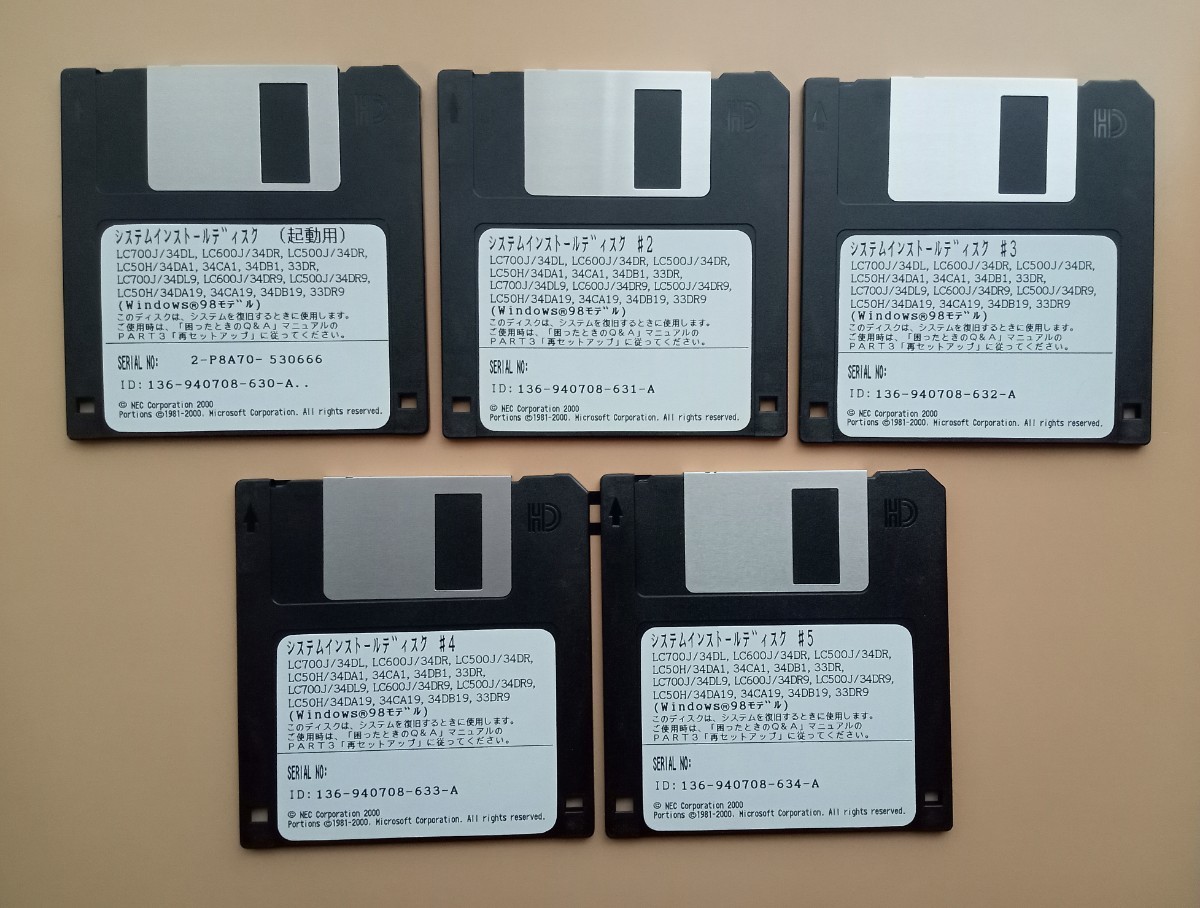 HD
システムインストールディスク （起動用）
LC700J/34DL, LC600J/34DR, LC500J/34DR,
LC50H/34DA1, 34CA1, 34DB1, 33DR,
LC700J/34DL9, LC600J/34DR9, LC500J/34DR9,
LC50H/34DA19, 34CA19, 34DB19, 33DR9
(Windows®98モデル)
このディスクは、システムを復旧するときに使用します。
ご使用時は、「困ったときのQ&A」マニュアルの
PART3「再セットアップ」に従ってください。
SERIAL NO: 2-P8A70- 530666
ID: 136-940708-630-A..
© NEC Corporation 2000
Portions ©1981-2000. Microsoft Corporation. All rights reserved.
HD
システムインストールディスク #2
LC700J/34DL, LC600J/34DR, LC500J/34DR,
LC50H/34DA1, 34CA1, 34DB1, 33DR,
LC700J/34DL9, LC600J/34DR9, LC500J/34DR9,
LC50H/34DA19, 34CA19, 34DB19, 33DR9
(Windows®98モデル)
このディスクは、システムを復旧するときに使用します。
ご使用時は、「困ったときのQ&A」マニュアルの
PART3「再セットアップ」に従ってください。
SERIAL NO:
ID: 136-940708-631-A
© NEC Corporation 2000
Portions ©1981-2000. Microsoft Corporation. All rights reserved.
HD
システムインストールディスク #3
LC700J/34DL, LC600J/34DR, LC500J/34DR,
LC50H/34DA1, 34CA1, 34DB1, 33DR,
LC700J/34DL9, LC600J/34DR9, LC500J/34DR9,
LC50H/34DA19, 34CA19, 34DB19, 33DR9
(Windows®98モデル)
このディスクは、システムを復旧するときに使用します。
ご使用時は、「困ったときのQ&A」マニュアルの
PART3「再セットアップ」に従ってください。
SERIAL NO:
ID: 136-940708-632-A
© NEC Corporation 2000
Portions ©1981-2000. Microsoft Corporation. All rights reserved.
HD
システムインストールディスク #4
LC700J/34DL, LC600J/34DR, LC500J/34DR,
LC50H/34DA1, 34CA1, 34DB1, 33DR,
LC700J/34DL9, LC600J/34DR9, LC500J/34DR9,
LC50H/34DA19, 34CA19, 34DB19, 33DR9
(Windows®98モデル)
このディスクは、システムを復旧するときに使用します。
ご使用時は、「困ったときのQ&A」マニュアルの
PART3「再セットアップ」に従ってください。
SERIAL NO:
ID: 136-940708-633-A
© NEC Corporation 2000
Portions ©1981-2000. Microsoft Corporation. All rights reserved.
HD
システムインストールディスク #5
LC700J/34DL, LC600J/34DR, LC500J/34DR,
LC50H/34DA1, 34CA1, 34DB1, 33DR,
LC700J/34DL9, LC600J/34DR9, LC500J/34DR9,
LC50H/34DA19, 34CA19, 34DB19, 33DR9
(Windows®98モデル)
このディスクは、システムを復旧するときに使用します。
ご使用時は、「困ったときのQ&A」マニュアルの
PART3「再セットアップ」に従ってください。
SERIAL NO:
ID: 136-940708-634-A
© NEC Corporation 2000
Portions ©1981-2000. Microsoft Corporation. All rights reserved.